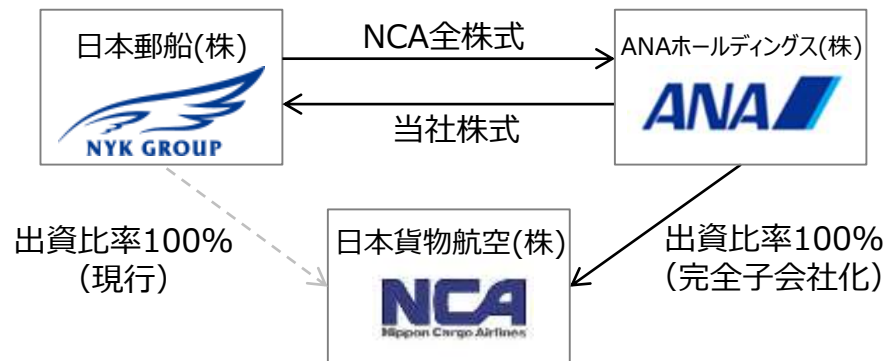 日本郵船(株)
NYK GROUP
NCA全株式
当社株式
ANAホールディングス(株)
ANA
出資比率100%
（現行）
日本貨物航空(株)
NCA
Nippon Cargo Airlines
出資比率100%
（完全子会社化）